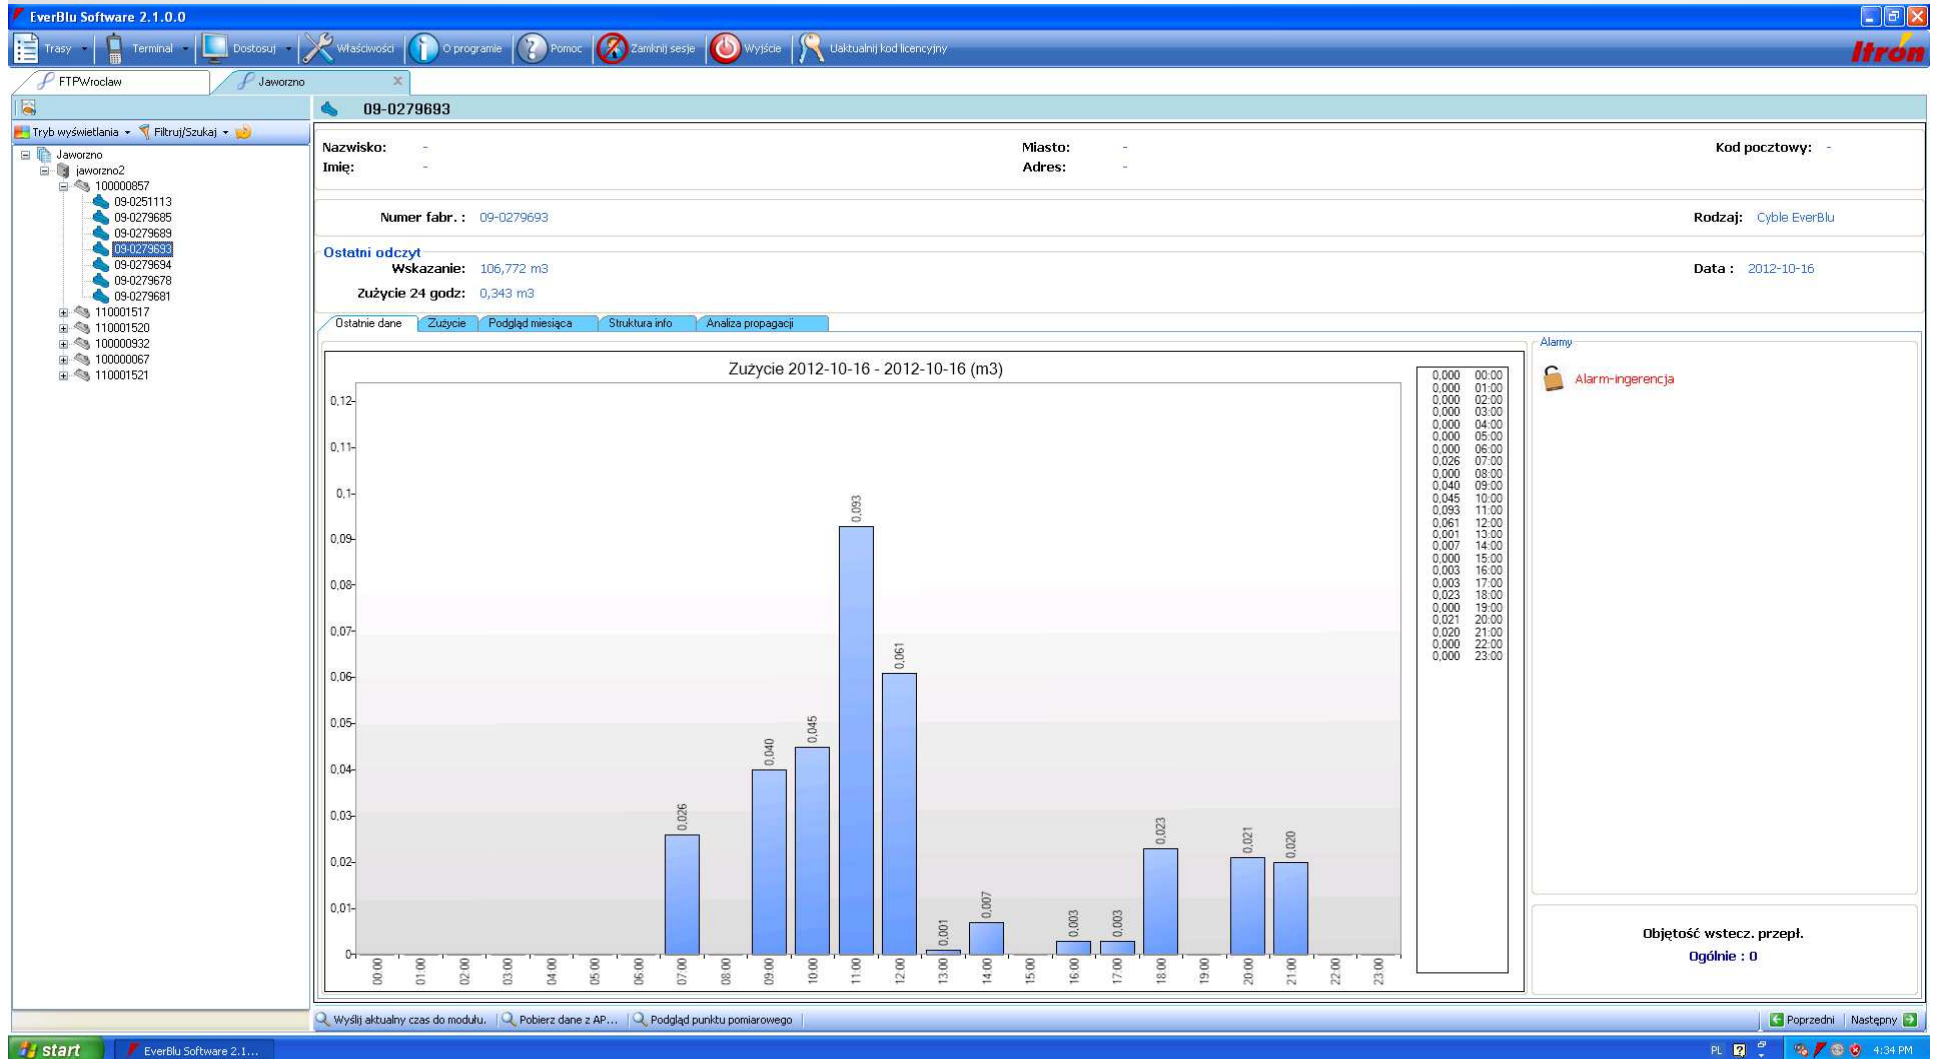 EverBlu Software 2.1.0.0
Trasy Terminal Dostosuj Właściwości O programie Pomoc Zamknij sesje Wyjście Uaktualnij kod licencyjny Itron
FTPWroclaw Jaworzno
09-0279693
Tryb wyświetlania Filtruj/Szukaj
Jaworzno
jaworzno2
100000857
09-0251113
09-0279685
09-0279689
09-0279693
09-0279694
09-0279678
09-0279681
110001517
110001520
100000932
100000067
110001521
Nazwisko: - Miasto: - Kod pocztowy: -
Imię: - Adres: -
Numer fabr. : 09-0279693 Rodzaj: Cyble EverBlu
Ostatni odczyt
Wskazanie: 106,772 m3 Data : 2012-10-16
Zużycie 24 godz: 0,343 m3
Ostatnie dane Zużycie Podgląd miesiąca Struktura info Analiza propagacji
Zużycie 2012-10-16 - 2012-10-16 (m3)
0,12
0,11
0,1
0,09
0,08
0,07
0,06
0,05
0,04
0,03
0,02
0,01
0
0,026 0,040 0,045 0,093 0,061 0,001 0,007 0,003 0,003 0,023 0,021 0,020
00:00 01:00 02:00 03:00 04:00 05:00 06:00 07:00 08:00 09:00 10:00 11:00 12:00 13:00 14:00 15:00 16:00 17:00 18:00 19:00 20:00 21:00 22:00 23:00
0,000 00:00
0,000 01:00
0,000 02:00
0,000 03:00
0,000 04:00
0,000 05:00
0,000 06:00
0,026 07:00
0,000 08:00
0,040 09:00
0,045 10:00
0,093 11:00
0,061 12:00
0,001 13:00
0,007 14:00
0,000 15:00
0,003 16:00
0,003 17:00
0,023 18:00
0,000 19:00
0,021 20:00
0,020 21:00
0,000 22:00
0,000 23:00
Alarmy
Alarm-ingerencja
Objętość wstecz. przepł.
Ogólnie : 0
Wyślij aktualny czas do modułu. Pobierz dane z AP... Podgląd punktu pomiarowego Poprzedni Następny
start EverBlu Software 2.1... PL 4:34 PM